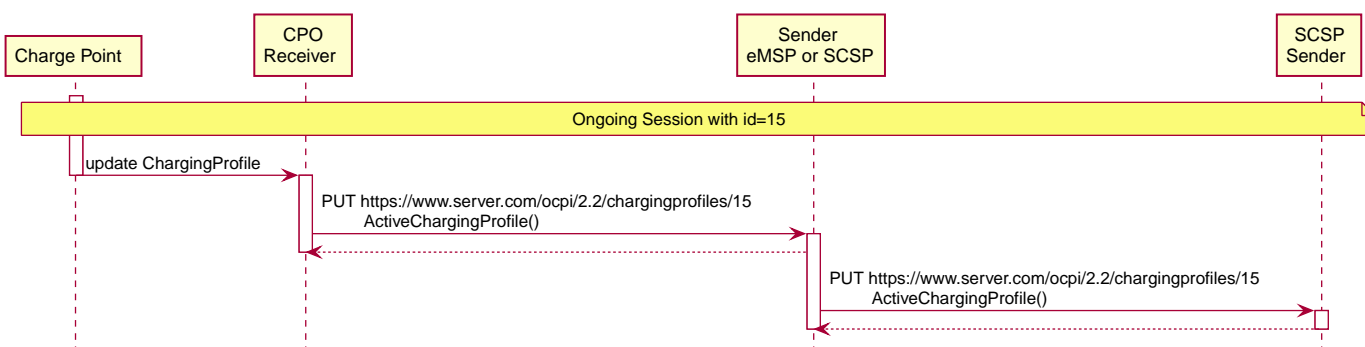 Charge Point
CPO
Receiver
Sender
eMSP or SCSP
SCSP
Sender
Ongoing Session with id=15
update ChargingProfile
PUT https://www.server.com/ocpi/2.2/chargingprofiles/15
ActiveChargingProfile()
PUT https://www.server.com/ocpi/2.2/chargingprofiles/15
ActiveChargingProfile()